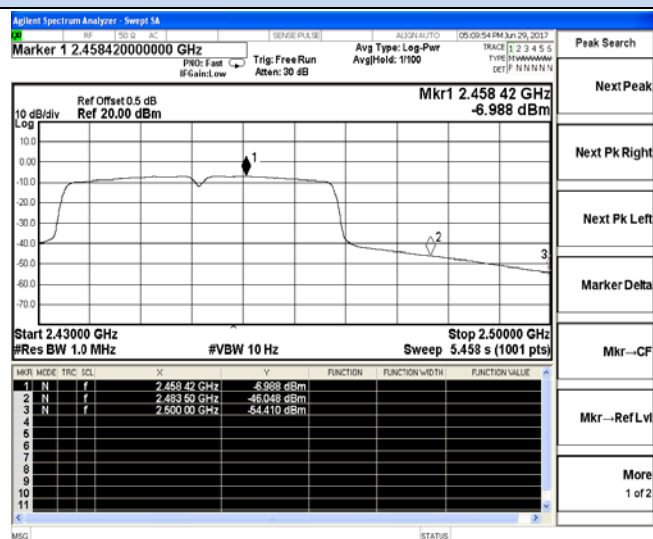 Agilent Spectrum Analyzer - Swept SA
RF 50 Ω AC SENSE:PULSE ALIGN AUTO 05:09:54 PM Jun 29, 2017
Marker 1 2.458420000000 GHz
PNO: Fast
IFGain:Low
Trig: Free Run
Atten: 30 dB
Avg Type: Log-Pwr
Avg|Hold: 1/100
TRACE 1 2 3 4 5 6
TYPE M
DET P N N N N N
Peak Search
Next Peak
Next Pk Right
Next Pk Left
Marker Delta
Mkr→CF
Mkr→Ref Lvl
More
1 of 2
Ref Offset 0.5 dB
10 dB/div Ref 20.00 dBm
Log
Mkr1 2.458 42 GHz
-6.988 dBm
10.0
0.00
-10.0
-20.0
-30.0
-40.0
-50.0
-60.0
-70.0
1
2
3
Start 2.43000 GHz Stop 2.50000 GHz
#Res BW 1.0 MHz #VBW 10 Hz Sweep 5.458 s (1001 pts)
MKR MODE TRC SCL X Y FUNCTION FUNCTION WIDTH FUNCTION VALUE
1 N f 2.458 42 GHz -6.988 dBm
2 N f 2.483 50 GHz -46.048 dBm
3 N f 2.500 00 GHz -54.410 dBm
4
5
6
7
8
9
10
11
MSG STATUS